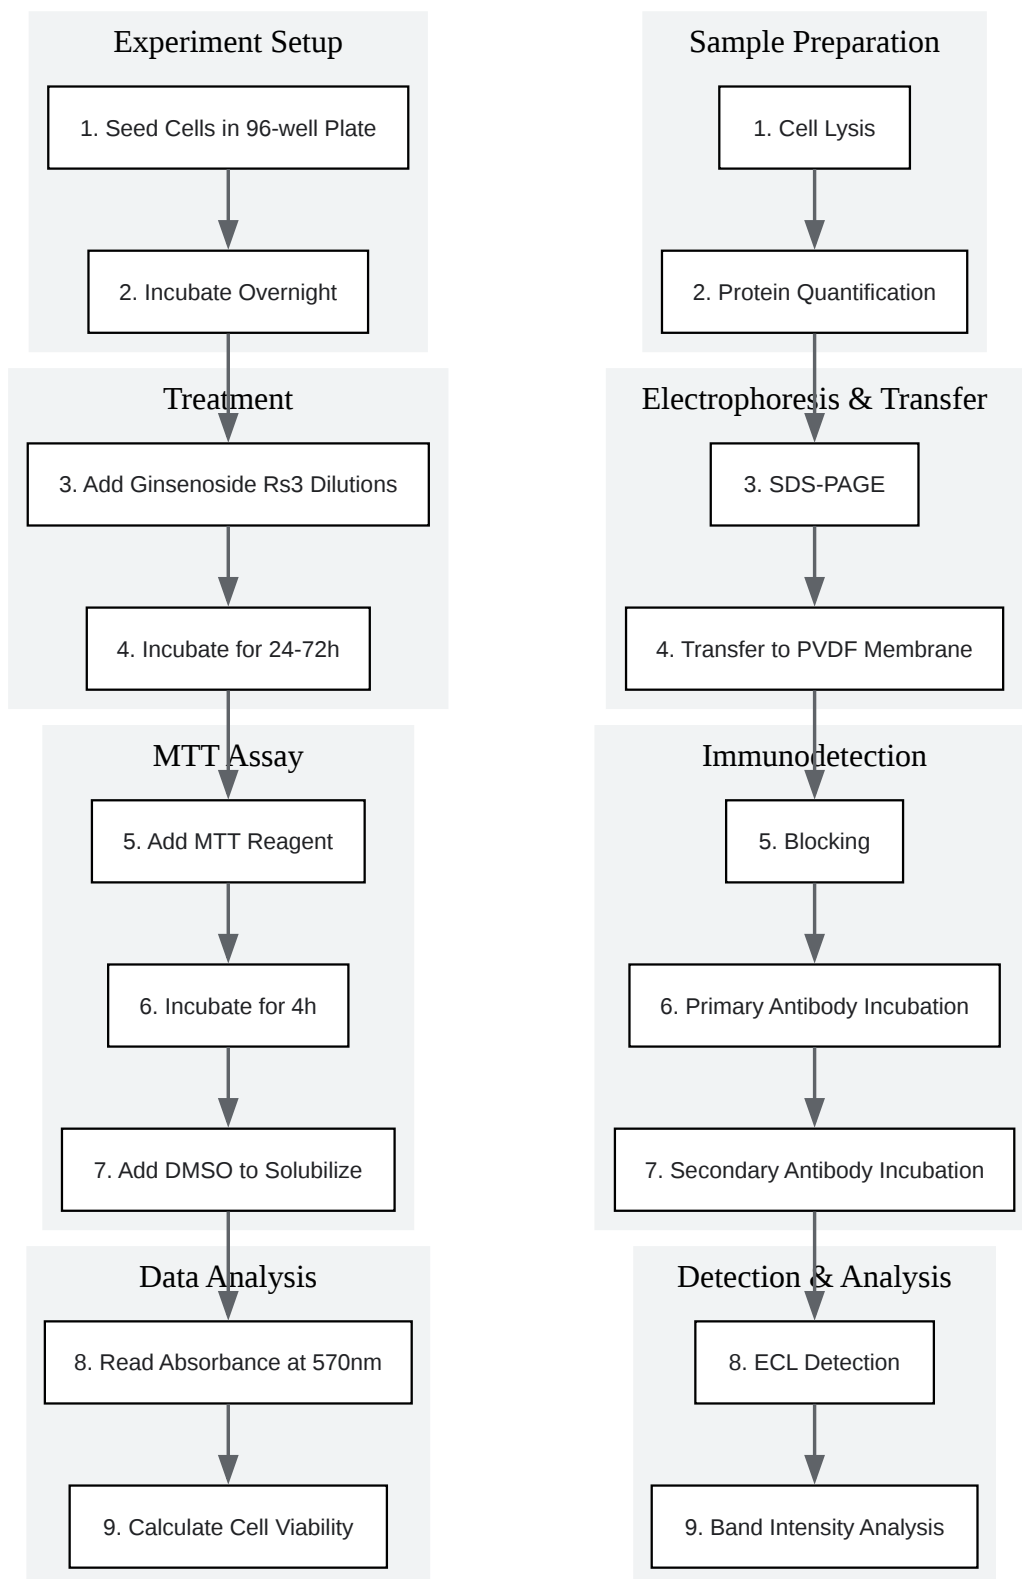 Experiment Setup
1. Seed Cells in 96-well Plate
2. Incubate Overnight
Treatment
3. Add Ginsenoside Rs3 Dilutions
4. Incubate for 24-72h
MTT Assay
5. Add MTT Reagent
6. Incubate for 4h
7. Add DMSO to Solubilize
Data Analysis
8. Read Absorbance at 570nm
9. Calculate Cell Viability
Sample Preparation
1. Cell Lysis
2. Protein Quantification
Electrophoresis & Transfer
3. SDS-PAGE
4. Transfer to PVDF Membrane
Immunodetection
5. Blocking
6. Primary Antibody Incubation
7. Secondary Antibody Incubation
Detection & Analysis
8. ECL Detection
9. Band Intensity Analysis